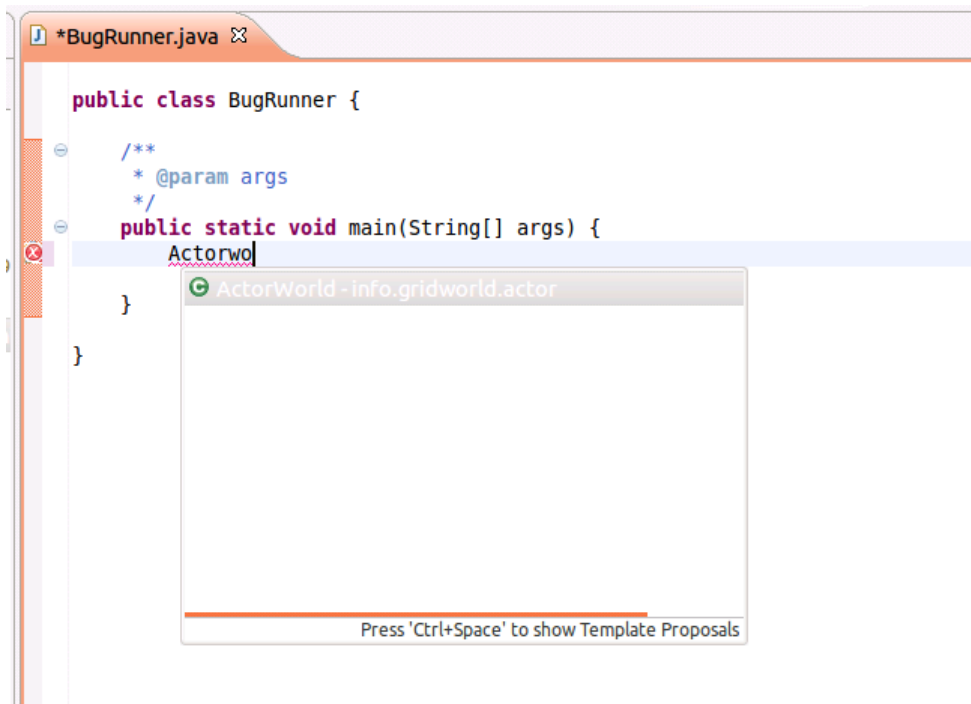 *BugRunner.java
public class BugRunner {
/**
* @param args
*/
public static void main(String[] args) {
Actorwo
ActorWorld - info.gridworld.actor
}
}
Press 'Ctrl+Space' to show Template Proposals